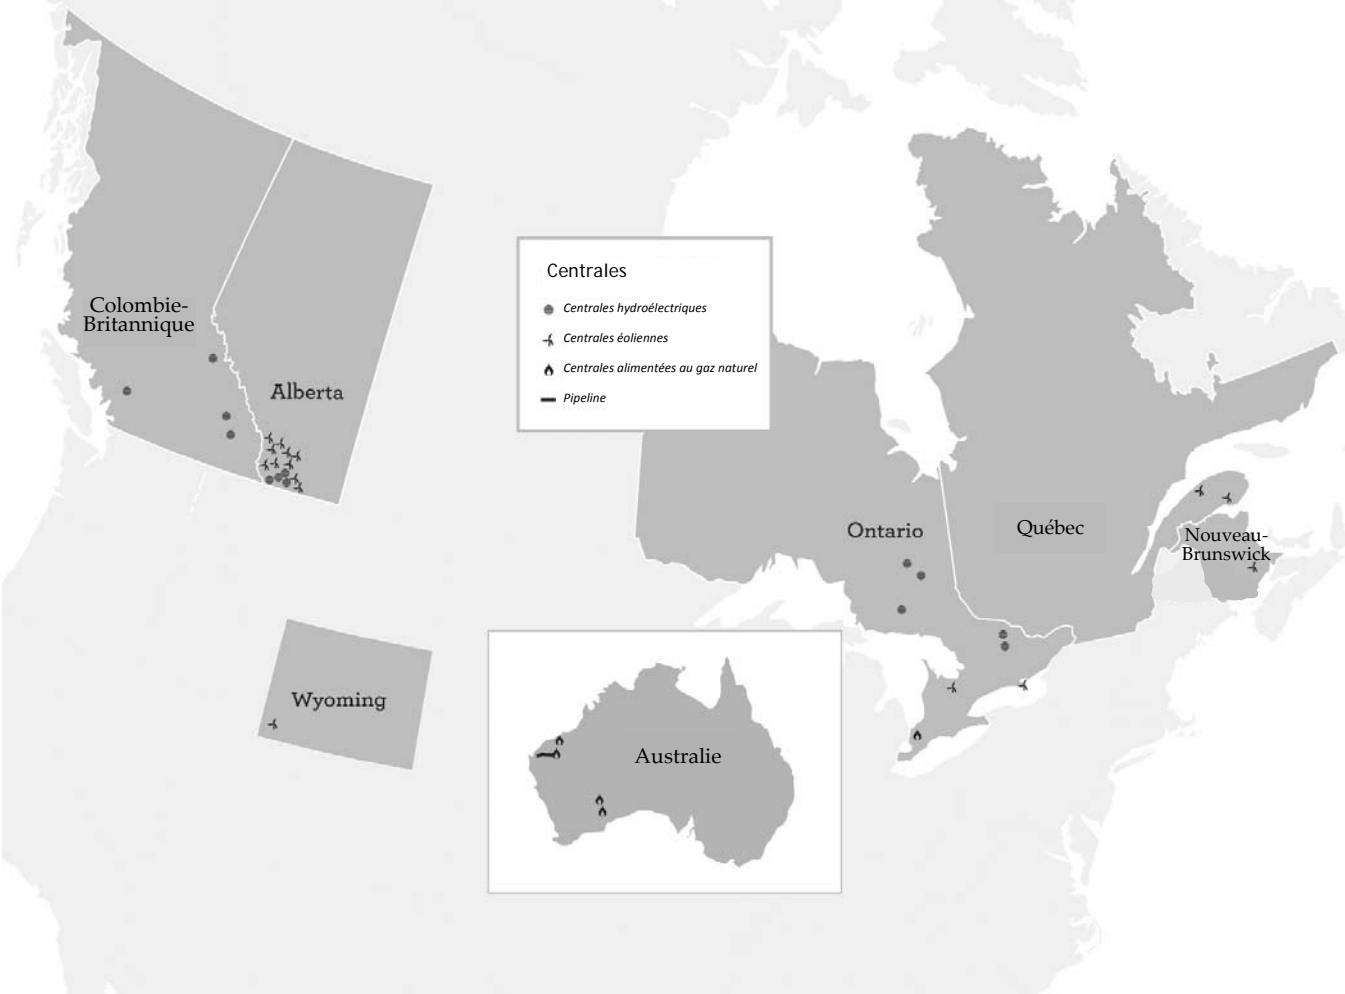 Colombie-
Britannique
Alberta
Centrales
Centrales hydroélectriques
Centrales éoliennes
Centrales alimentées au gaz naturel
Pipeline
Ontario
Québec
Nouveau-
Brunswick
Wyoming
Australie